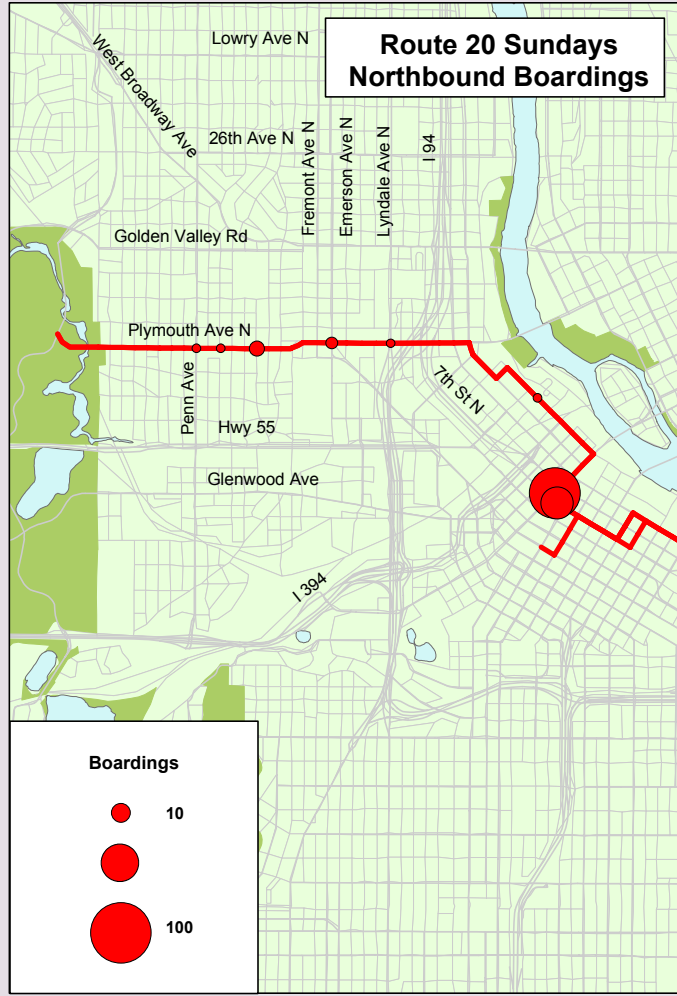 Route 20 Sundays
Northbound Boardings
Lowry Ave N
West Broadway Ave
26th Ave N
Fremont Ave N
Emerson Ave N
Lyndale Ave N
I 94
Golden Valley Rd
Plymouth Ave N
Penn Ave
7th St N
Hwy 55
Glenwood Ave
I 394
Boardings
10
100